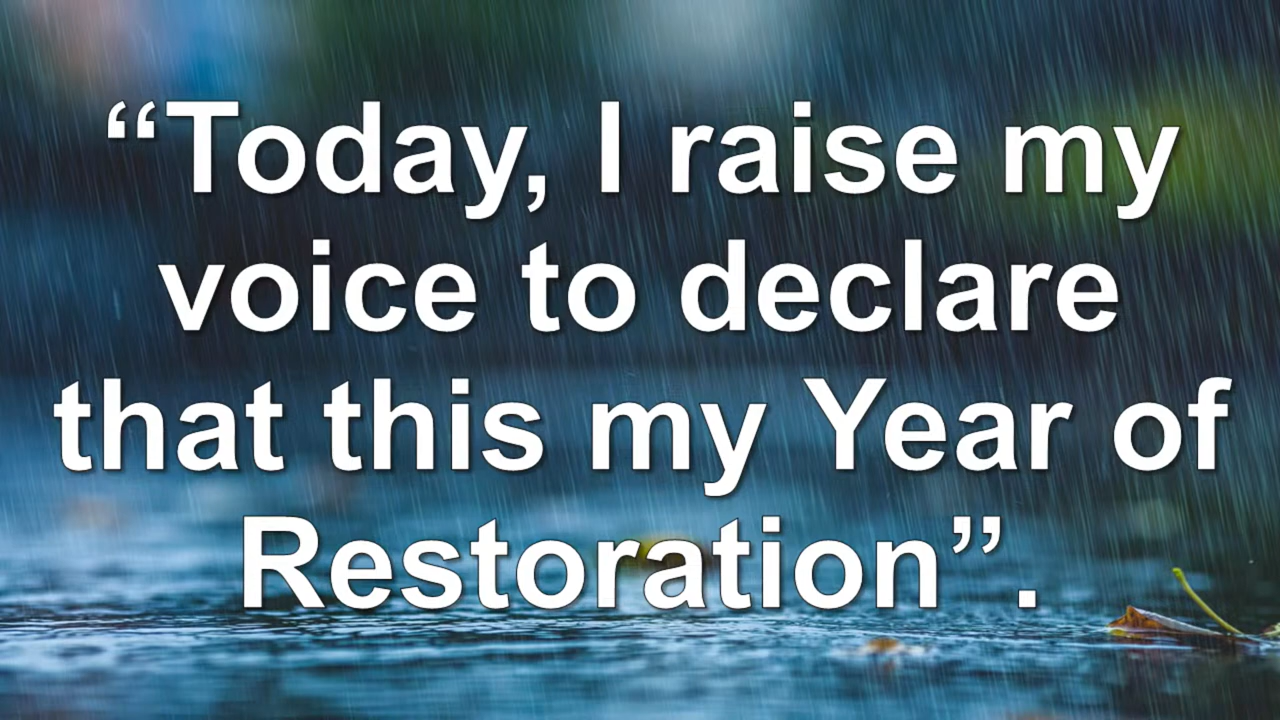 “Today, I raise my
voice to declare
that this my Year of
Restoration”.